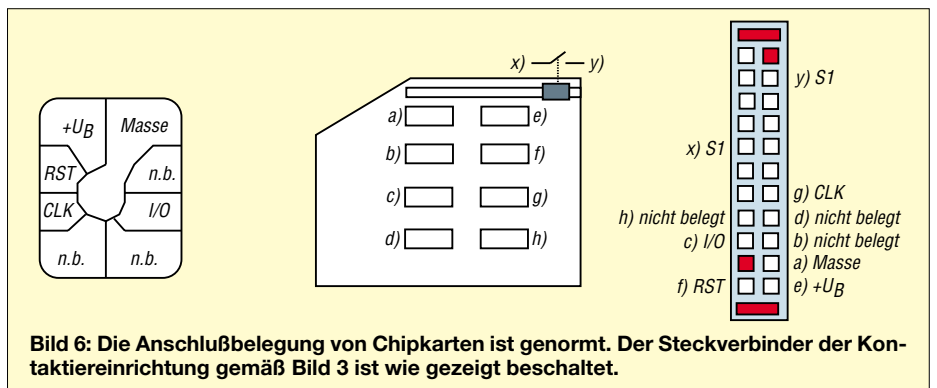 +UB Masse
RST n.b.
CLK I/O
n.b. n.b.
x) y)
a) e)
b) f)
c) g)
d) h)
y) S1
x) S1
g) CLK
h) nicht belegt d) nicht belegt
c) I/O b) nicht belegt
a) Masse
f) RST e) +UB
Bild 6: Die Anschlußbelegung von Chipkarten ist genormt. Der Steckverbinder der Kon-
taktiereinrichtung gemäß Bild 3 ist wie gezeigt beschaltet.